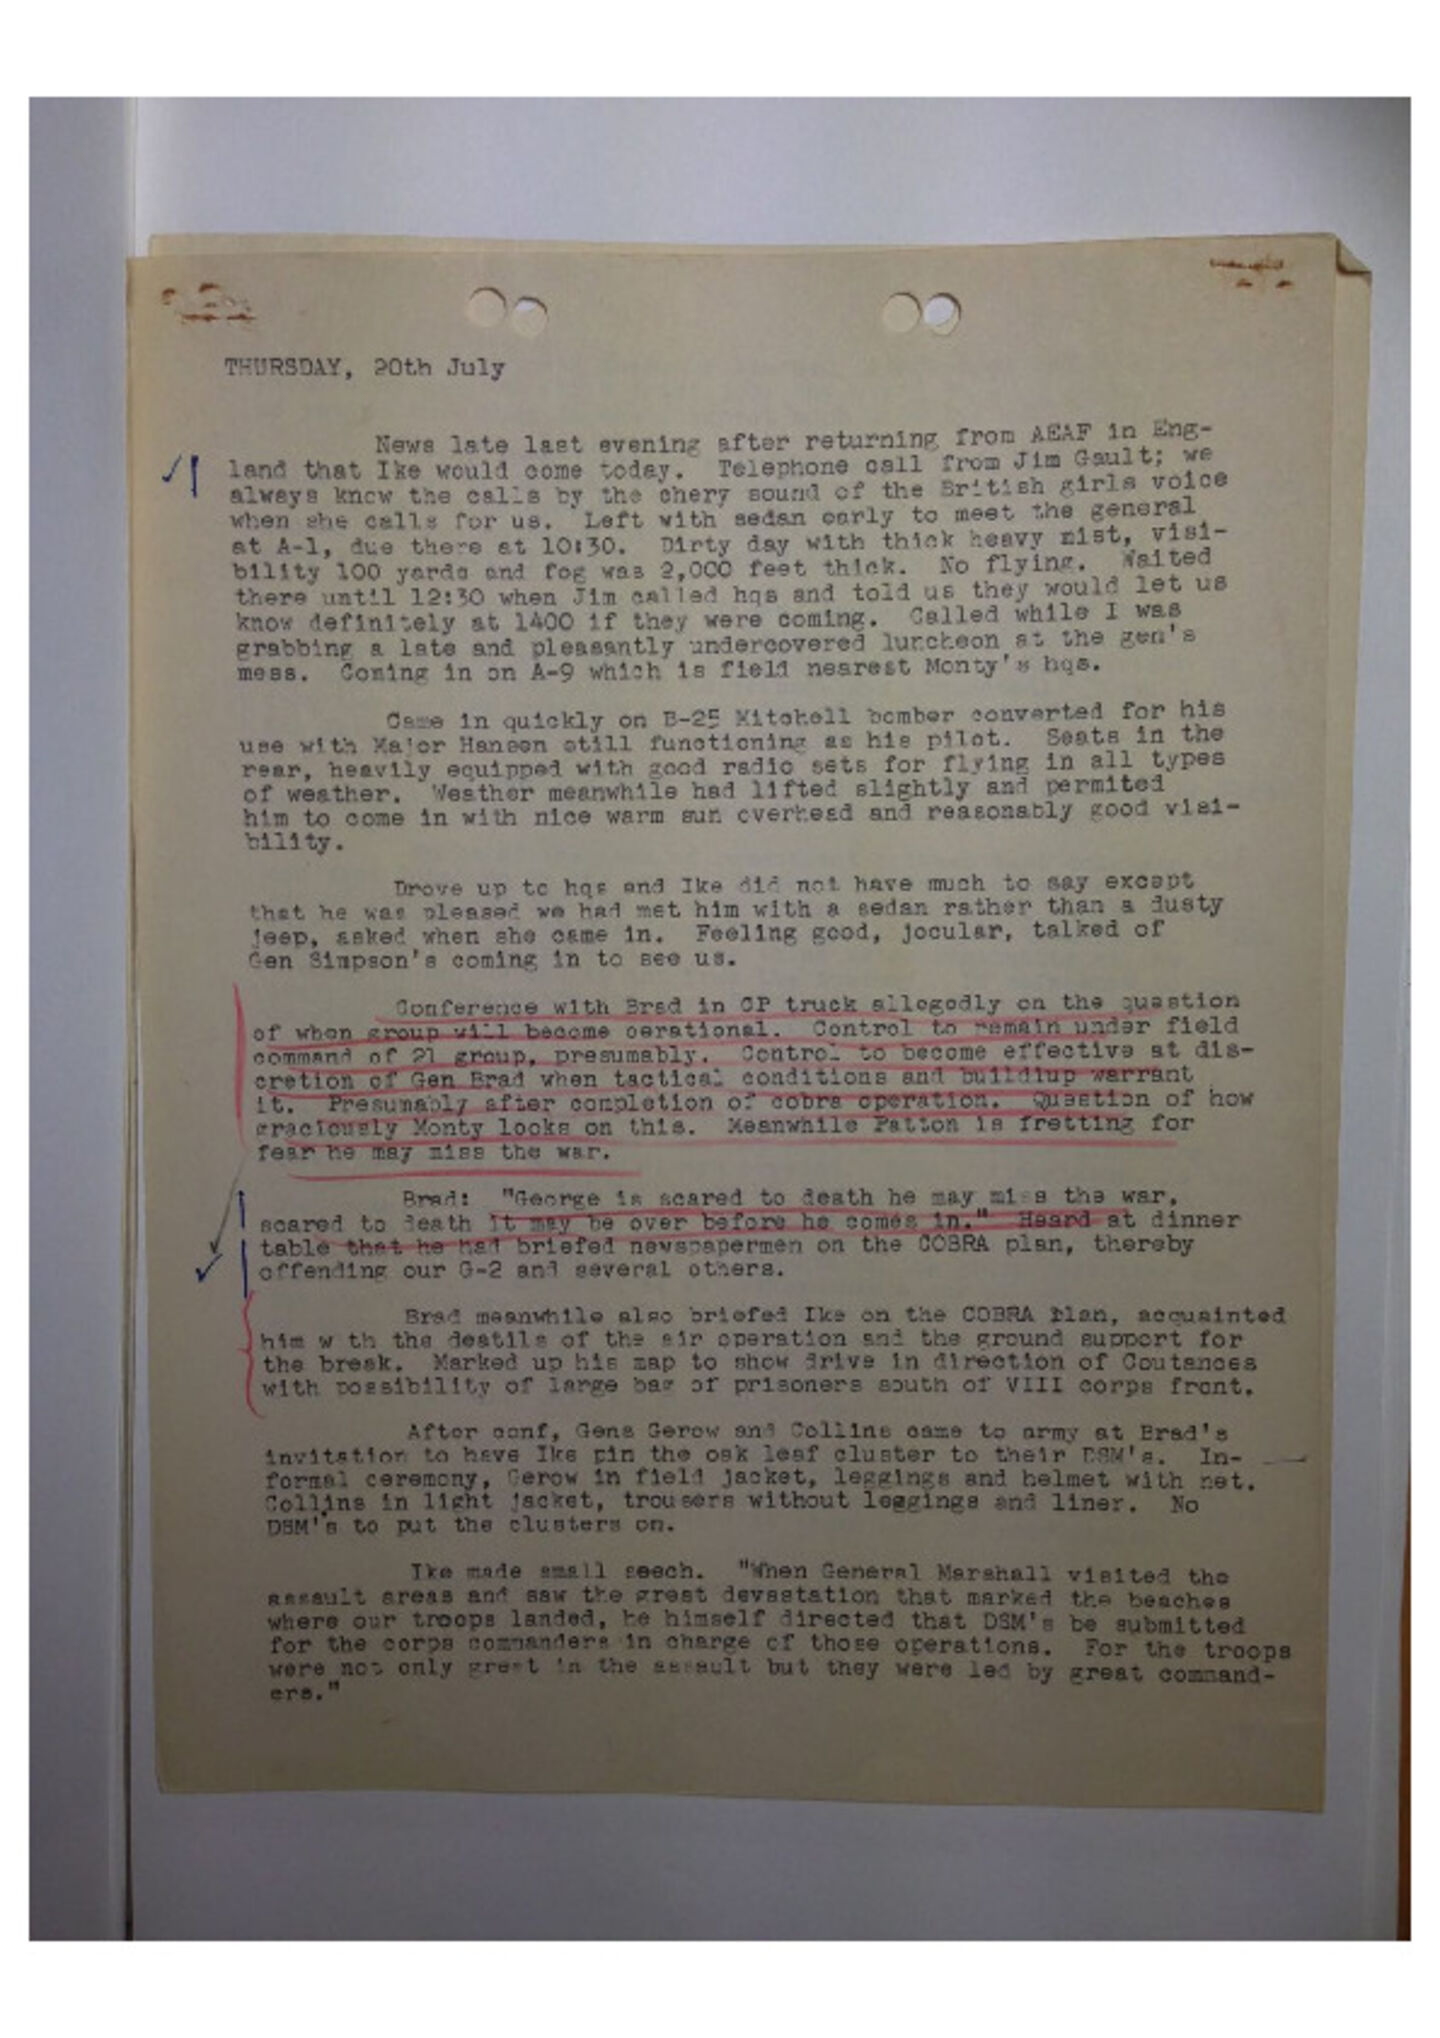 THURSDAY, 20th July
News late last evening after returning from AEAF in Eng-
land that Ike would come today. Telephone call from Jim Gault; we
always know the calls by the chery sound of the British girls voice
when she calls for us. Left with sedan early to meet the general
at A-1, due there at 10:30. Dirty day with thick heavy mist, visi-
bility 100 yards and fog was 2,000 feet thick. No flying. Waited
there until 12:30 when Jim called hqs and told us they would let us
know definitely at 1400 if they were coming. Called while I was
grabbing a late and pleasantly undercovered luncheon at the gen's
mess. Coming in on A-9 which is field nearest Monty's hqs.
Came in quickly on B-25 Mitchell bomber converted for his
use with Major Hansen still functioning as his pilot. Seats in the
rear, heavily equipped with good radio sets for flying in all types
of weather. Weather meanwhile had lifted slightly and permited
him to come in with nice warm sun overhead and reasonably good visi-
bility.
Drove up to hqs and Ike did not have much to say except
that he was pleased we had met him with a sedan rather than a dusty
jeep, asked when she came in. Feeling good, jocular, talked of
Gen Simpson's coming in to see us.
Conference with Brad in CP truck allegedly on the question
of when group will become oerational. Control to remain under field
command of 21 group, presumably. Control to become effective at dis-
cretion of Gen Brad when tactical conditions and buildlup warrant
it. Presumably after completion of cobra operation. Question of how
graciously Monty looks on this. Meanwhile Patton is fretting for
fear he may miss the war.
Brad: "George is scared to death he may miss the war,
scared to death it may be over before he comes in." Heard at dinner
table that he had briefed newspapermen on the COBRA plan, thereby
offending our G-2 and several others.
Brad meanwhile also briefed Ike on the COBRA plan, acquainted
him w th the deatils of the air operation and the ground support for
the break. Marked up his map to show drive in direction of Coutances
with possibility of large bag of prisoners south of VIII corps front.
After conf, Gens Gerow and Collins came to army at Brad's
invitation to have Ike pin the oak leaf cluster to their DSM's. In-
formal ceremony, Gerow in field jacket, leggings and helmet with net.
Collins in light jacket, trousers without leggings and liner. No
DSM's to put the clusters on.
Ike made small seech. "When General Marshall visited the
assault areas and saw the great devastation that marked the beaches
where our troops landed, he himself directed that DSM's be submitted
for the corps commanders in charge of those operations. For the troops
were not only great in the assault but they were led by great command-
ers."